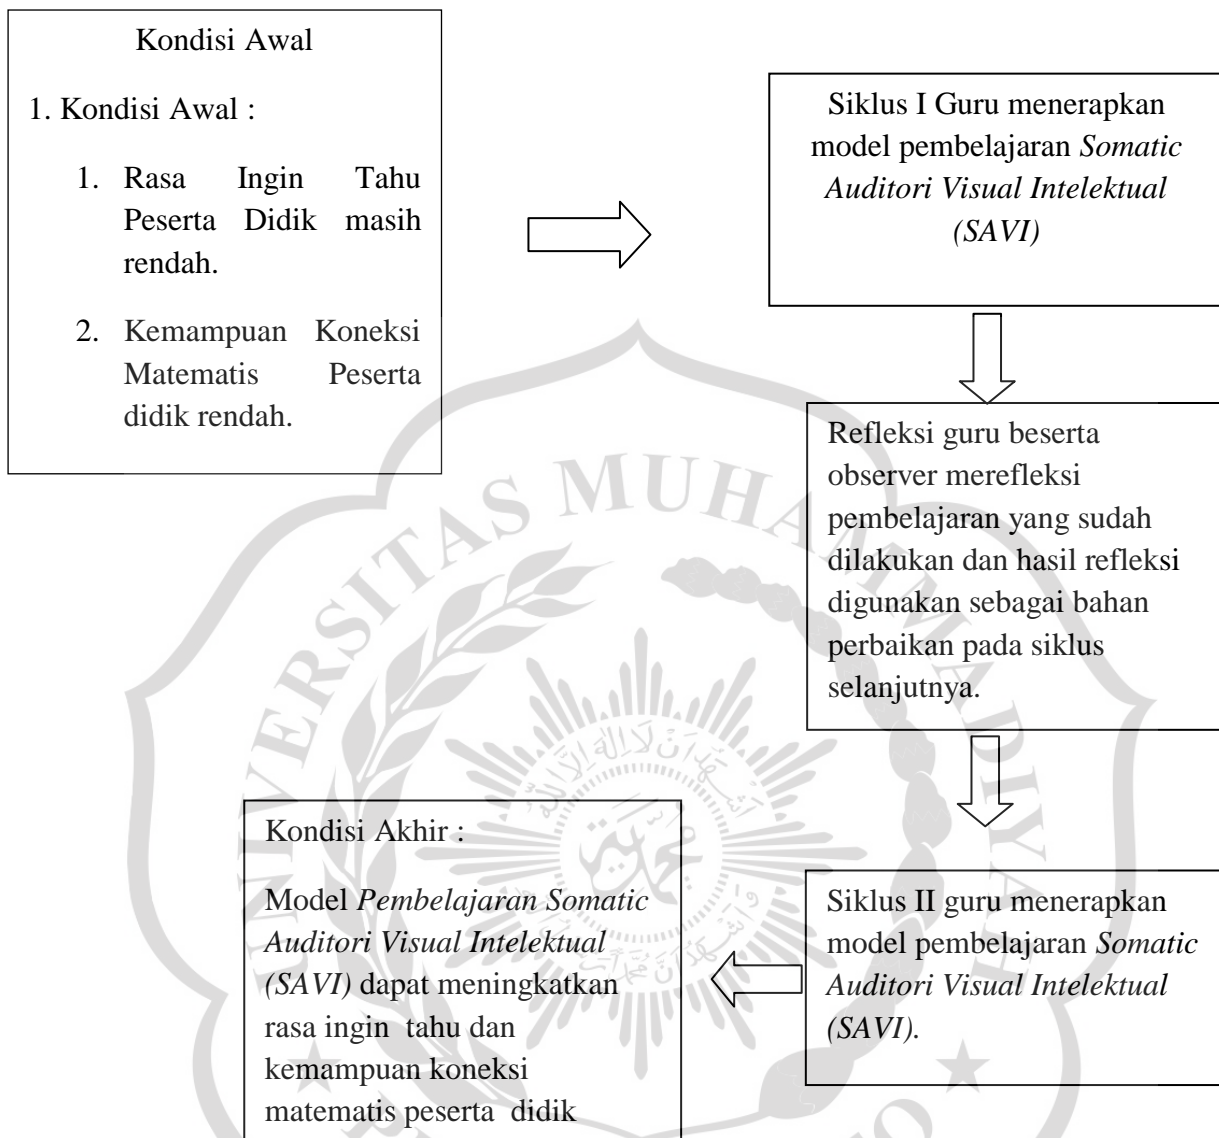 Kondisi Awal
1. Kondisi Awal :
1. Rasa Ingin Tahu
Peserta Didik masih
rendah.
2. Kemampuan Koneksi
Matematis Peserta
didik rendah.
Siklus I Guru menerapkan
model pembelajaran Somatic
Auditori Visual Intelektual
(SAVI)
Refleksi guru beserta
observer merefleksi
pembelajaran yang sudah
dilakukan dan hasil refleksi
digunakan sebagai bahan
perbaikan pada siklus
selanjutnya.
Siklus II guru menerapkan
model pembelajaran Somatic
Auditori Visual Intelektual
(SAVI).
Kondisi Akhir :
Model Pembelajaran Somatic
Auditori Visual Intelektual
(SAVI) dapat meningkatkan
rasa ingin tahu dan
kemampuan koneksi
matematis peserta didik
UNIVERSITAS MUHAMMADIYAH